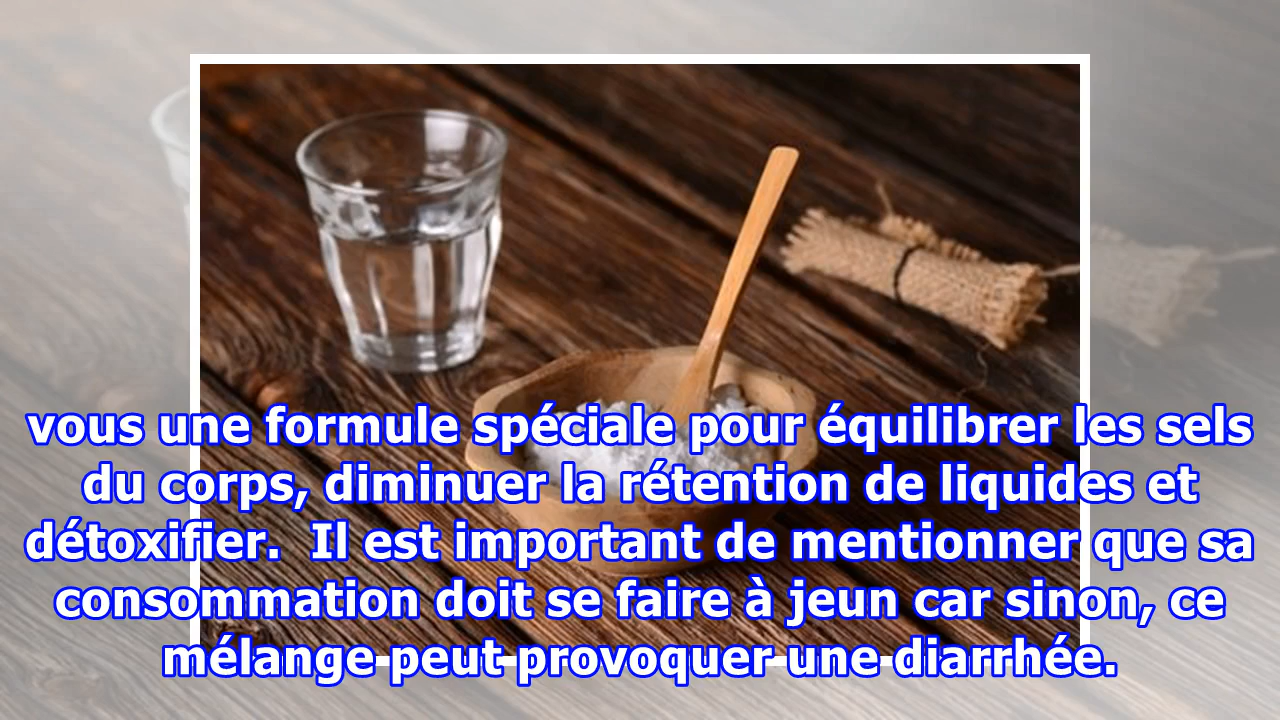 vous une formule spéciale pour équilibrer les sels
du corps, diminuer la rétention de liquides et
détoxifier.  Il est important de mentionner que sa
consommation doit se faire à jeun car sinon, ce
mélange peut provoquer une diarrhée.